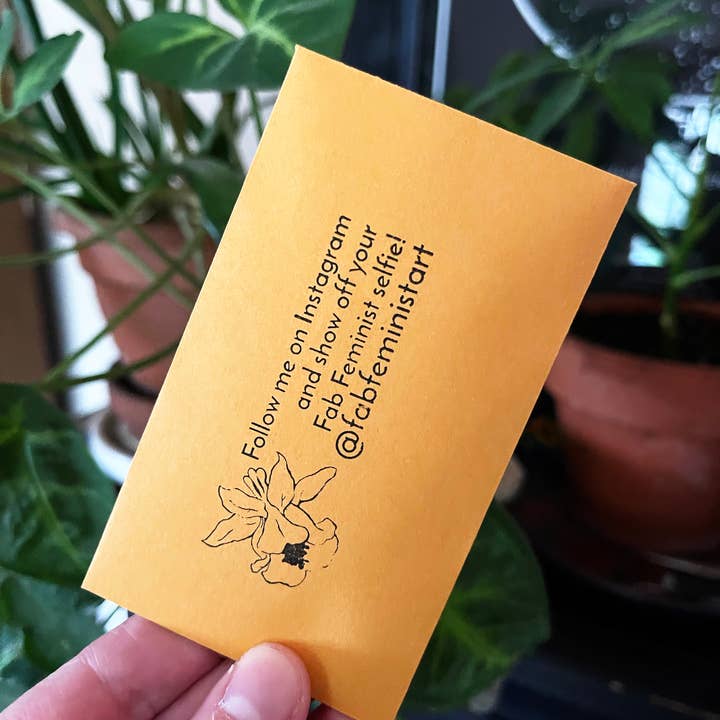 Follow me on Instagram
and show off your
Fab Feminist selfie!
@fabfeministart